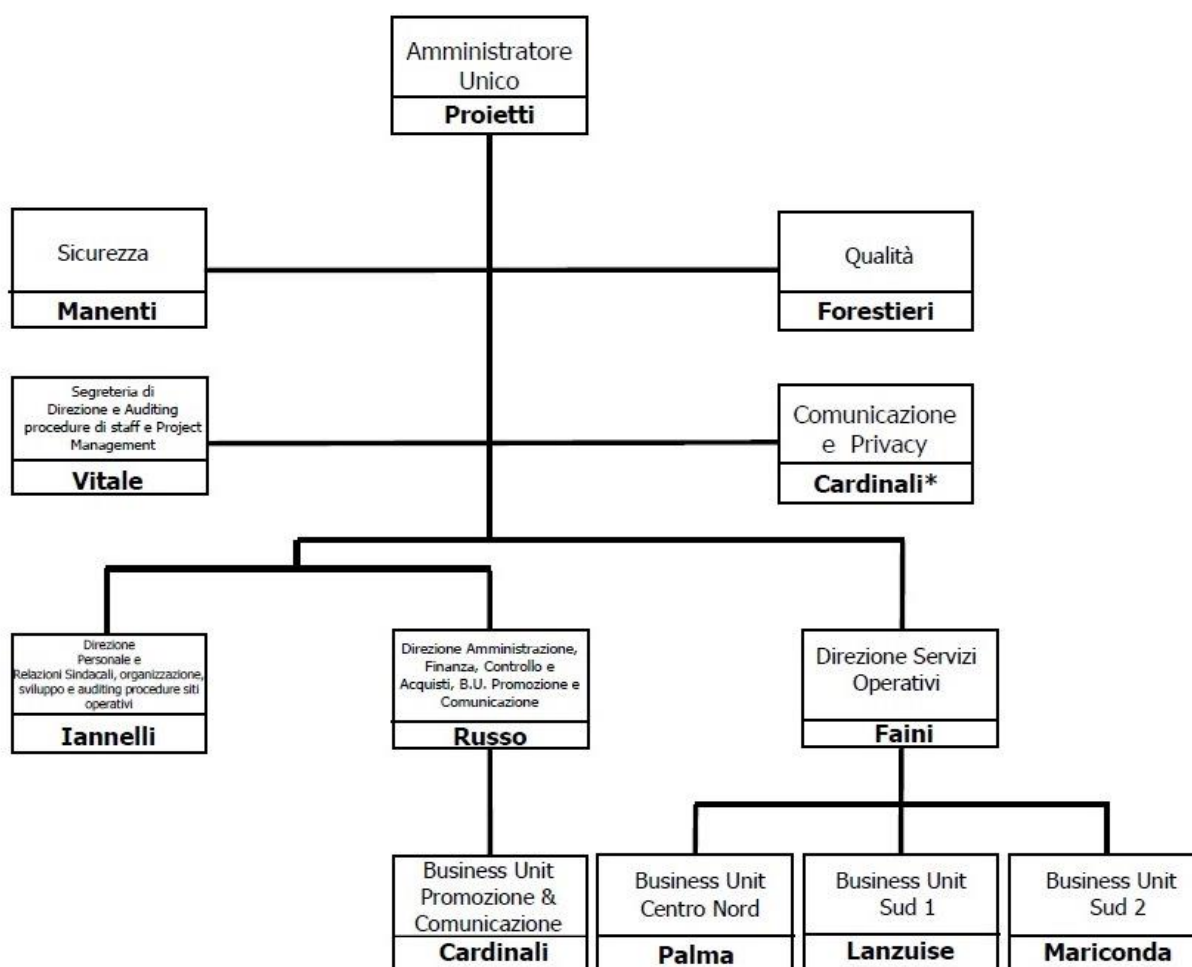 Amministratore
Unico
Proietti
Sicurezza
Manenti
Qualità
Forestieri
Segreteria di
Direzione e Auditing
procedure di staff e Project
Management
Vitale
Comunicazione
e Privacy
Cardinali*
Direzione
Personale e
Relazioni Sindacali, organizzazione,
sviluppo e auditing procedure siti
operativi
Iannelli
Direzione Amministrazione,
Finanza, Controllo e
Acquisti, B.U. Promozione e
Comunicazione
Russo
Direzione Servizi
Operativi
Faini
Business Unit
Promozione &
Comunicazione
Cardinali
Business Unit
Centro Nord
Palma
Business Unit
Sud 1
Lanzuise
Business Unit
Sud 2
Mariconda